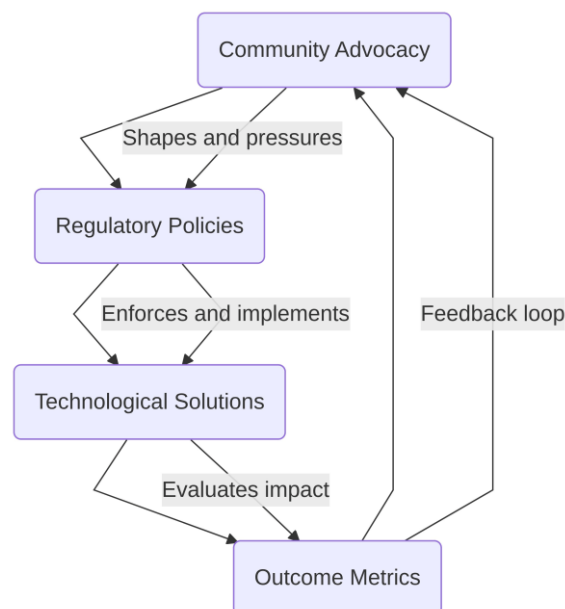 Community Advocacy
Shapes and pressures
Regulatory Policies
Enforces and implements
Feedback loop
Technological Solutions
Evaluates impact
Outcome Metrics